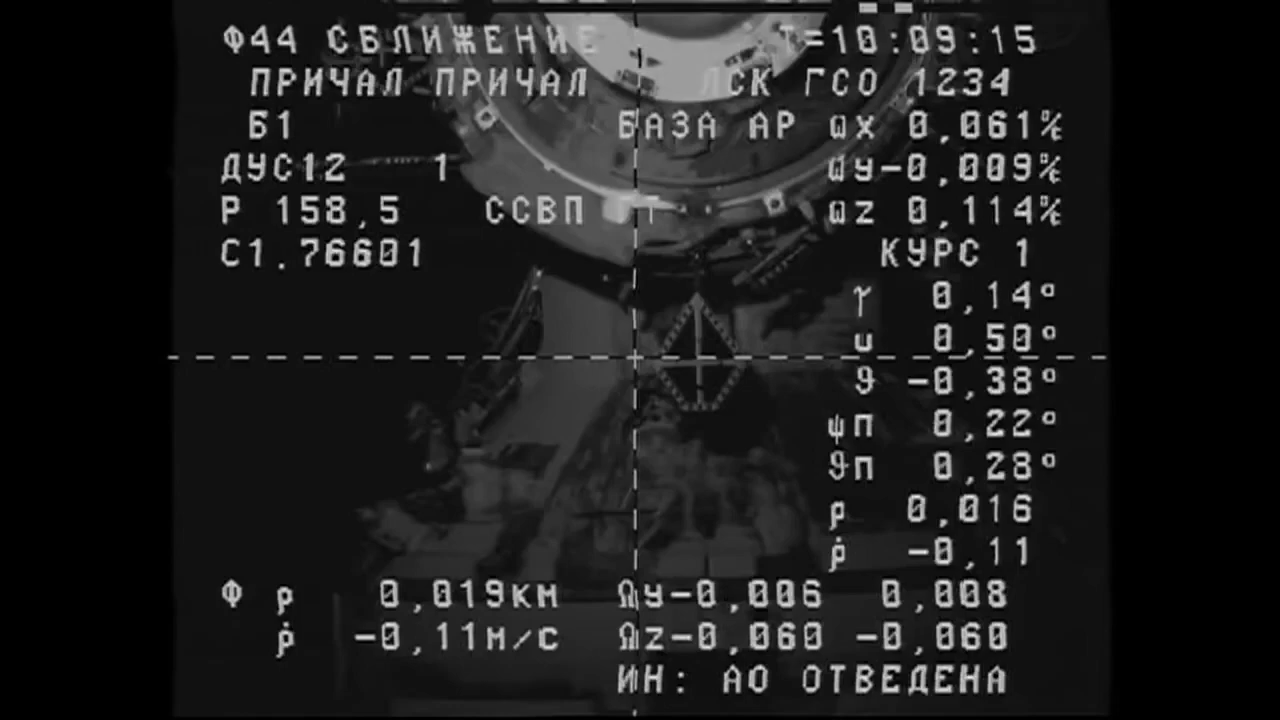 Ф44 СБЛИЖЕНИЕ Т=10:09:15
ПРИЧАЛ ПРИЧАЛ ЛСК ГСО 1234
Б1 БАЗА АР ωx 0,061°/с
ДУС12 1 ωу-0,009°/с
Р 158,5 ССВП ГТ ωz 0,114°/с
С1.76601 КУРС 1
γ 0,14°
u 0,50°
ϑ -0,38°
ψп 0,22°
ϑп 0,28°
ρ 0,016
ρ̇ -0,11
Ф ρ 0,019км Ωу-0,006 0,008
ρ̇ -0,11м/с Ωz-0,060 -0,060
ИН: АО ОТВЕДЕНА